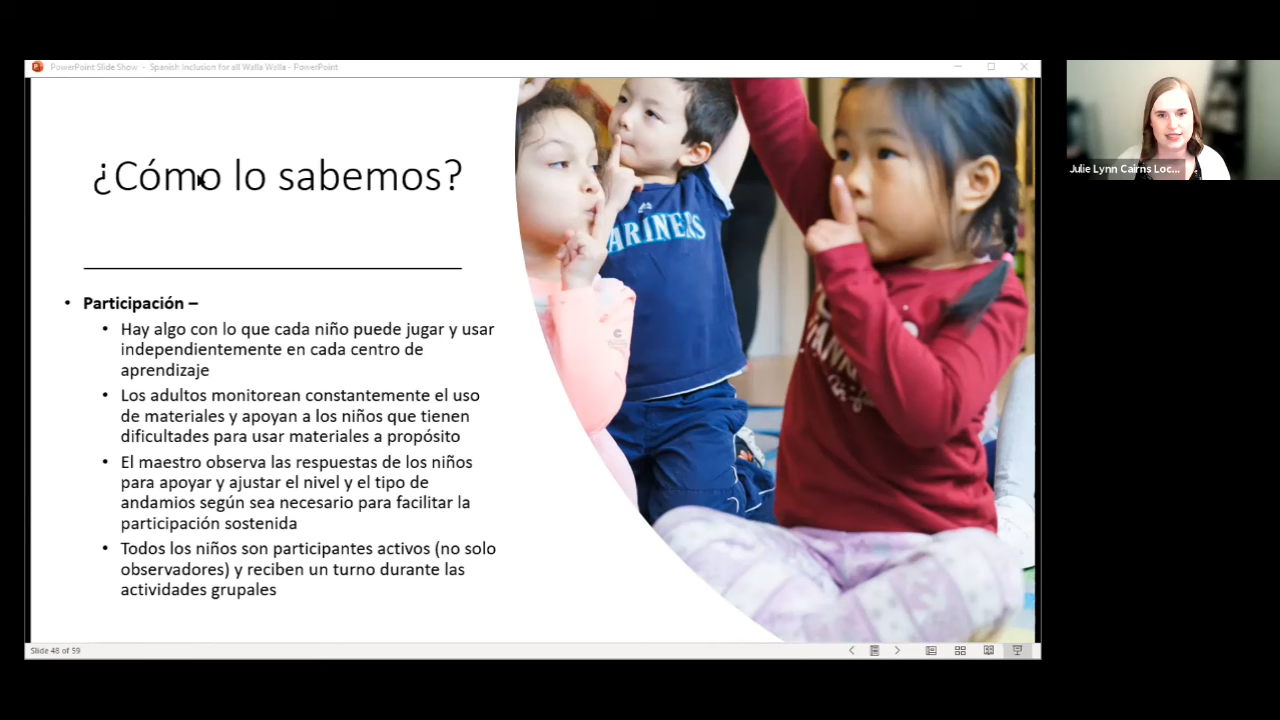 PowerPoint Slide Show - Spanish Inclusion for all Walla Walla - PowerPoint
¿Cómo lo sabemos?
• Participación –
• Hay algo con lo que cada niño puede jugar y usar
independientemente en cada centro de
aprendizaje
• Los adultos monitorean constantemente el uso
de materiales y apoyan a los niños que tienen
dificultades para usar materiales a propósito
• El maestro observa las respuestas de los niños
para apoyar y ajustar el nivel y el tipo de
andamios según sea necesario para facilitar la
participación sostenida
• Todos los niños son participantes activos (no solo
observadores) y reciben un turno durante las
actividades grupales
ARINERS
Slide 48 of 59
Julie Lynn Cairns Loc...